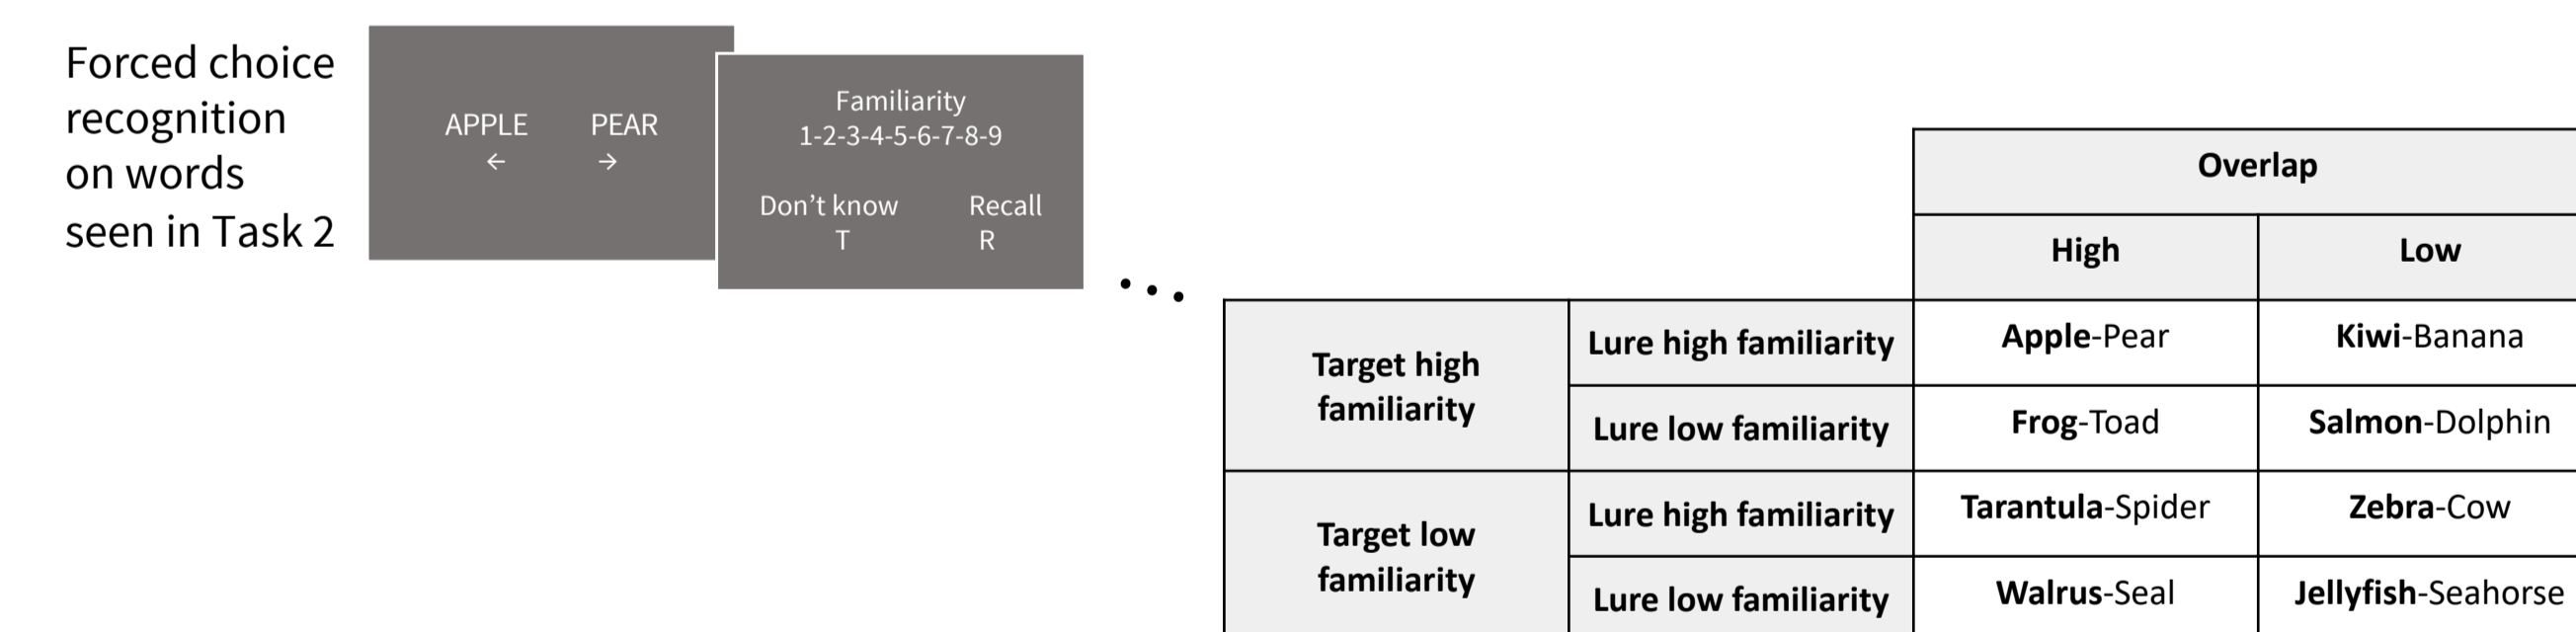 Forced choice
recognition
on words
seen in Task 2
APPLE PEAR
← →
Familiarity
1-2-3-4-5-6-7-8-9
Don’t know Recall
T R
...
Overlap
High Low
Target high
familiarity
Lure high familiarity Apple-Pear Kiwi-Banana
Lure low familiarity Frog-Toad Salmon-Dolphin
Target low
familiarity
Lure high familiarity Tarantula-Spider Zebra-Cow
Lure low familiarity Walrus-Seal Jellyfish-Seahorse